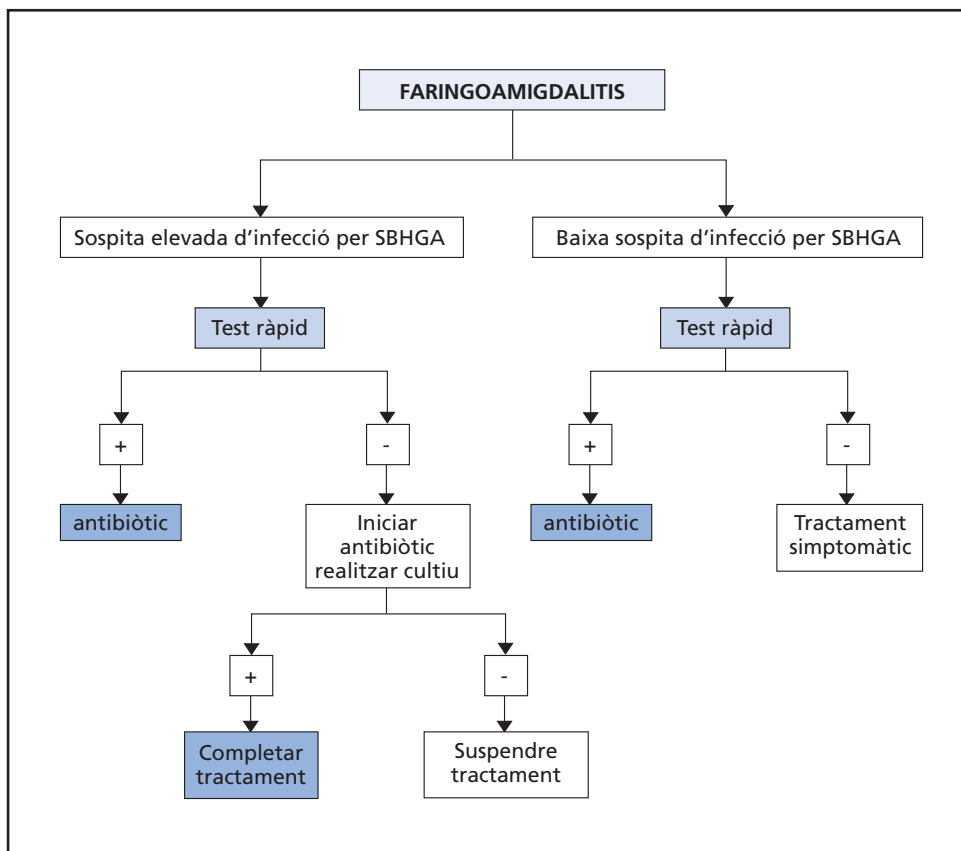 FARINGOAMIGDALITIS
Sospita elevada d'infecció per SBHGA
Baixa sospita d'infecció per SBHGA
Test ràpid
Test ràpid
+
-
+
-
antibiòtic
Iniciar
antibiòtic
realitzar cultiu
antibiòtic
Tractament
simptomàtic
+
-
Completar
tractament
Suspendre
tractament